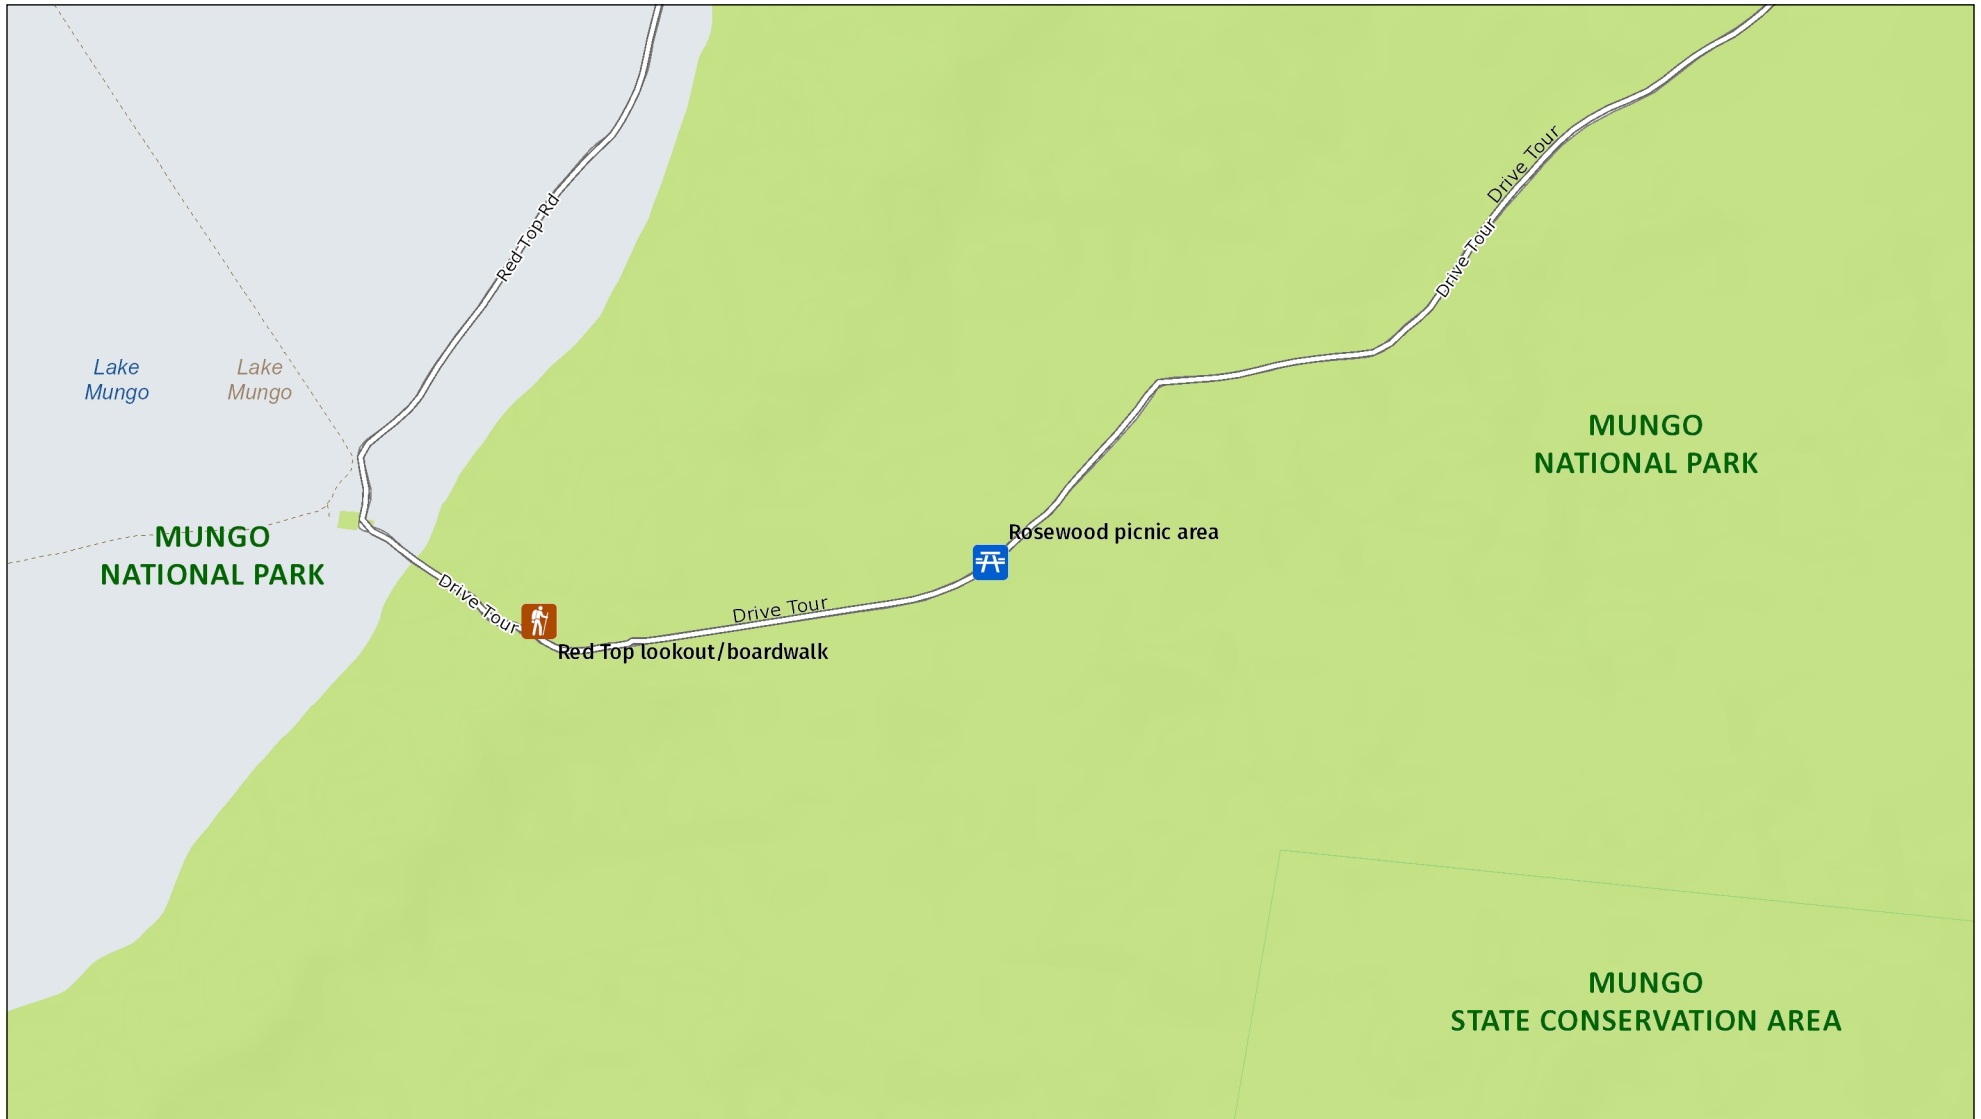 Drive Tour
Red Top Rd
Drive Tour
Lake
Mungo
Lake
Mungo
MUNGO
NATIONAL PARK
Rosewood picnic area
MUNGO
NATIONAL PARK
Drive Tour
Drive Tour
Red Top lookout/boardwalk
MUNGO
STATE CONSERVATION AREA